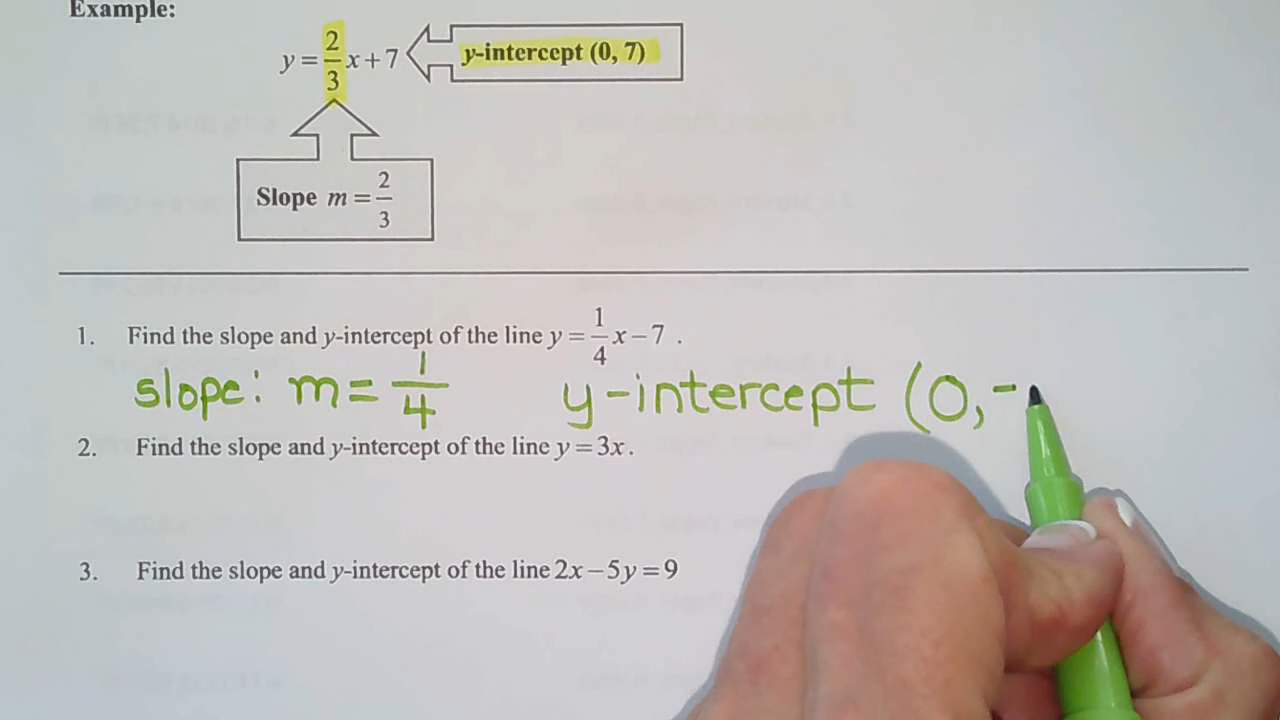 Example:
y = 2/3 x + 7
y-intercept (0, 7)
Slope m = 2/3
1. Find the slope and y-intercept of the line y = 1/4 x − 7 .
slope: m = 1/4 y-intercept (0, -
2. Find the slope and y-intercept of the line y = 3x .
3. Find the slope and y-intercept of the line 2x − 5y = 9